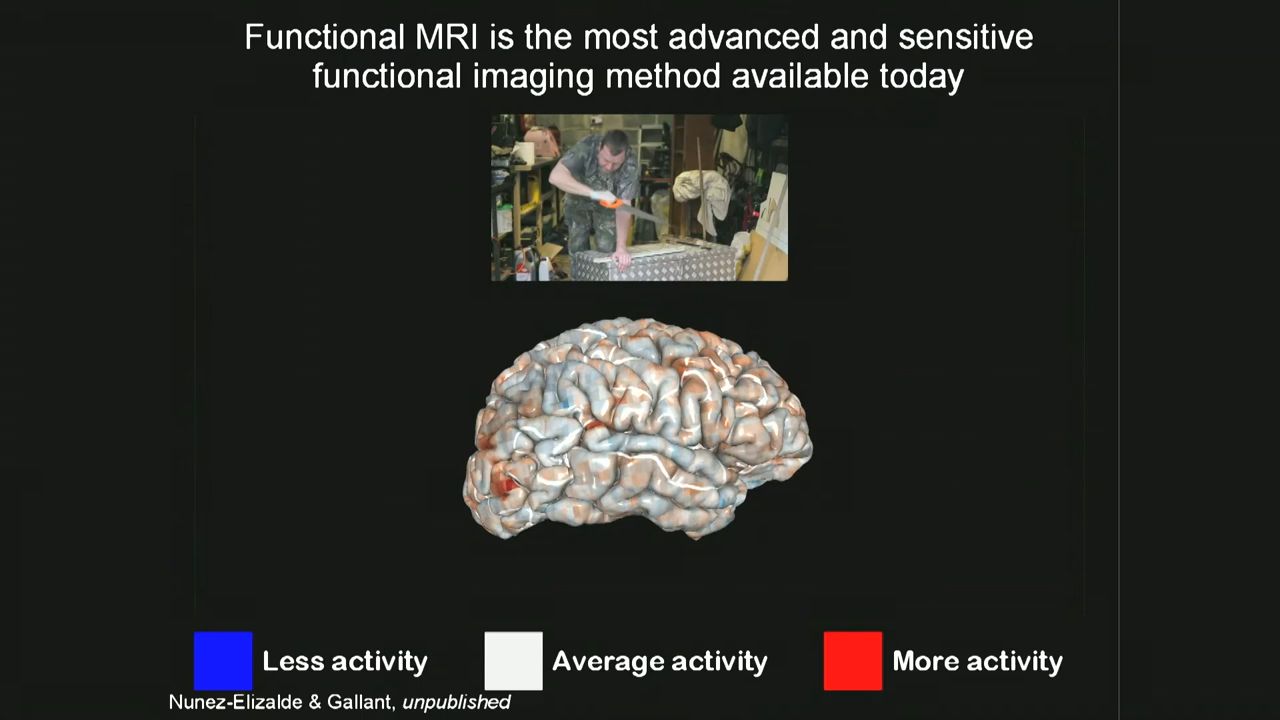 Functional MRI is the most advanced and sensitive
functional imaging method available today
Less activity
Average activity
More activity
Nunez-Elizalde & Gallant, unpublished